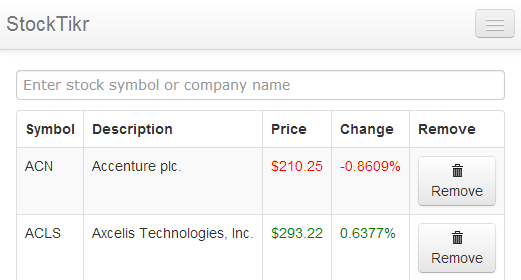 StockTikr
Enter stock symbol or company name
Symbol Description Price Change Remove
ACN Accenture plc. $210.25 -0.8609% Remove
ACLS Axcelis Technologies, Inc. $293.22 0.6377% Remove